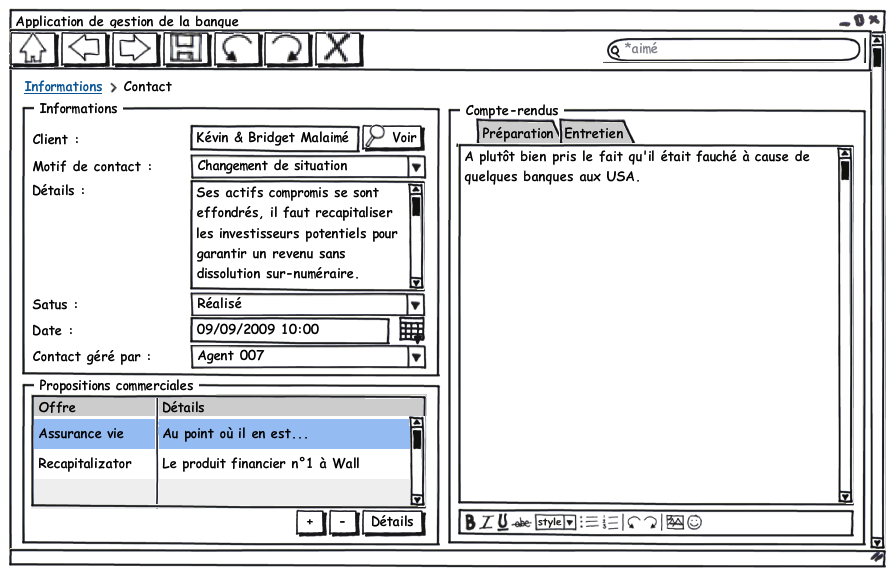 Application de gestion de la banque
*aimé
Informations > Contact
Informations
Client :
Kévin & Bridget Malaimé
Voir
Motif de contact :
Changement de situation
Détails :
Ses actifs compromis se sont
effondrés, il faut recapitaliser
les investisseurs potentiels pour
garantir un revenu sans
dissolution sur-numéraire.
Satus :
Réalisé
Date :
09/09/2009 10:00
Contact géré par :
Agent 007
Propositions commerciales
Offre
Détails
Assurance vie
Au point où il en est...
Recapitalizator
Le produit financier n°1 à Wall
+
-
Détails
Compte-rendus
Préparation
Entretien
A plutôt bien pris le fait qu'il était fauché à cause de
quelques banques aux USA.
B I U abc style